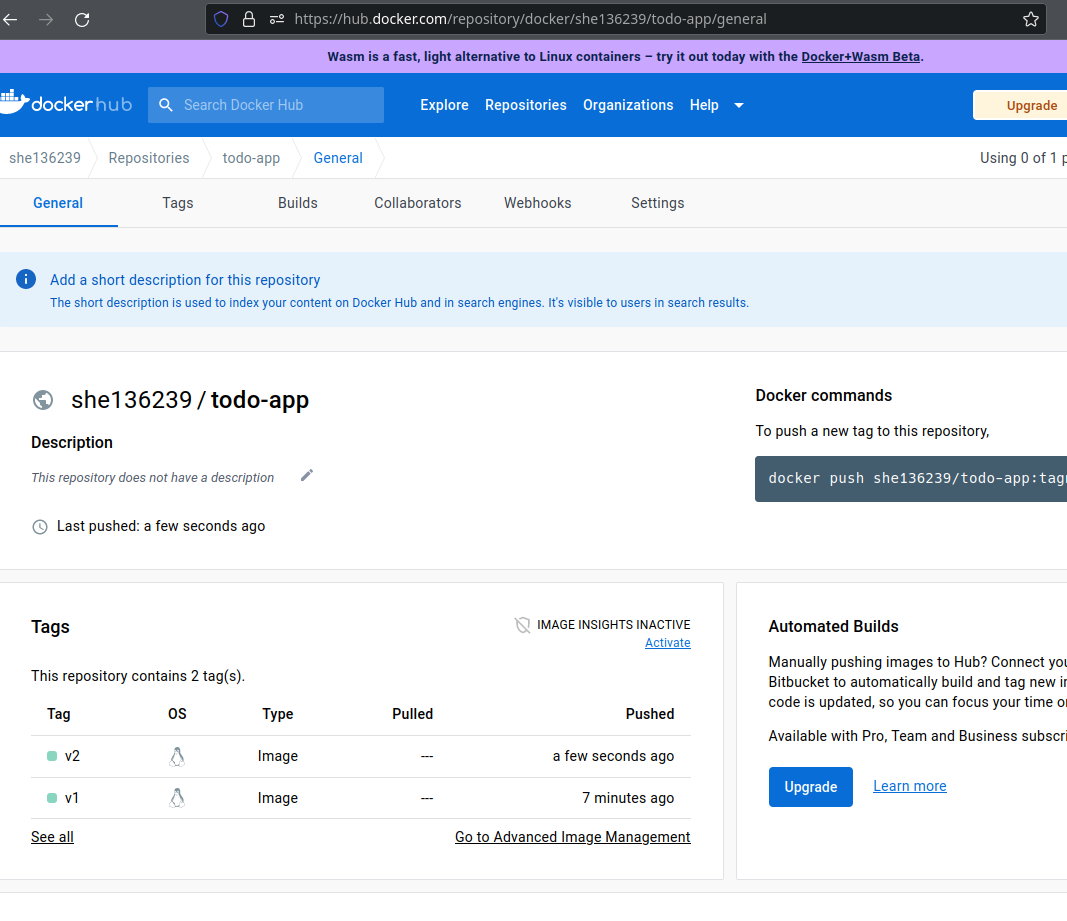 https://hub.docker.com/repository/docker/she136239/todo-app/general
Wasm is a fast, light alternative to Linux containers – try it out today with the Docker+Wasm Beta.
dockerhub
Search Docker Hub
Explore
Repositories
Organizations
Help
Upgrade
she136239
Repositories
todo-app
General
Using 0 of 1 p
General
Tags
Builds
Collaborators
Webhooks
Settings
Add a short description for this repository
The short description is used to index your content on Docker Hub and in search engines. It's visible to users in search results.
she136239 / todo-app
Description
This repository does not have a description
Last pushed: a few seconds ago
Docker commands
To push a new tag to this repository,
docker push she136239/todo-app:tag
Tags
IMAGE INSIGHTS INACTIVE
Activate
This repository contains 2 tag(s).
Tag OS Type Pulled Pushed
v2 Image --- a few seconds ago
v1 Image --- 7 minutes ago
See all
Go to Advanced Image Management
Automated Builds
Manually pushing images to Hub? Connect you
Bitbucket to automatically build and tag new i
code is updated, so you can focus your time o
Available with Pro, Team and Business subscri
Upgrade
Learn more